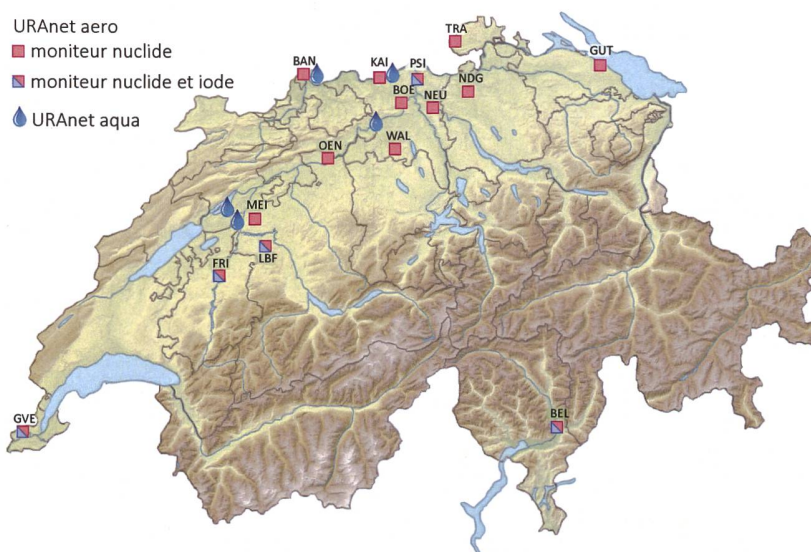 URAnet aero
moniteur nuclide
moniteur nuclide et iode
URAnet aqua
TRA
BAN
KAI
PSI
GUT
NDG
BOE
NEU
OEN
WAL
MEI
LBF
FRI
GVE
BEL